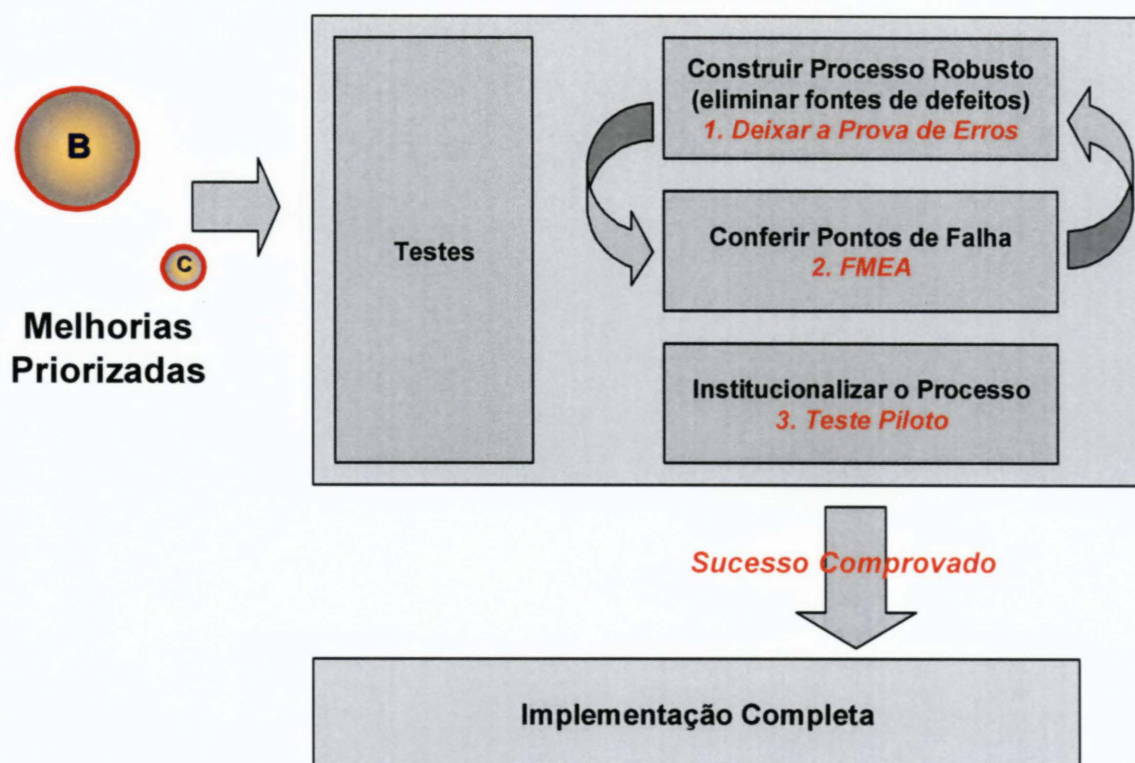 B
C
Melhorias
Priorizadas
Testes
Construir Processo Robusto
(eliminar fontes de defeitos)
1. Deixar a Prova de Erros
Conferir Pontos de Falha
2. FMEA
Institucionalizar o Processo
3. Teste Piloto
Sucesso Comprovado
Implementação Completa